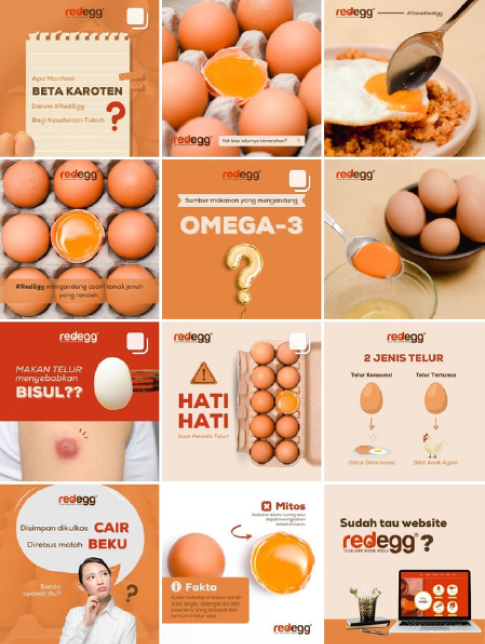 redegg
Apa Manfaat
BETA KAROTEN
Dalam #RedEgg
Bagi Kesehatan Tubuh
?
redegg
Kok bisa telurnya
redegg
redegg
#RedEgg mengandung asam lemak jenuh
yang rendah.
redegg
Sumber makanan yang mengandung
OMEGA-3
?
redegg
redegg
MAKAN TELUR
menyebabkan
BISUL??
redegg
HATI
HATI
Saat Memilih Telur!
redegg
2 JENIS TELUR
Telur Konsumsi
Telur Tertunas
Untuk Dikonsumsi
Bibit Anak Ayam
redegg
Disimpan dikulkas CAIR
Direbus malah BEKU
Benda
apakah itu?
?
Mitos
Fakta
redegg
Sudah tau website
redegg?